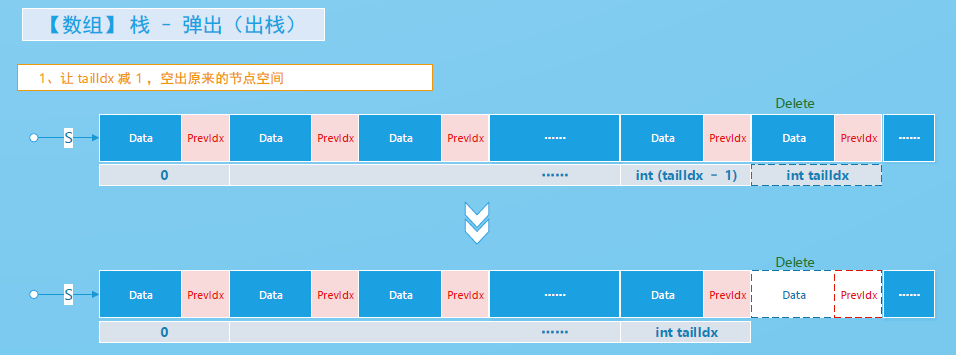 【数组】栈 - 弹出（出栈）
1、让 tailIdx 减 1 ，空出原来的节点空间
Delete
S Data PrevIdx Data PrevIdx Data PrevIdx ······ Data PrevIdx Data PrevIdx ······
0 ······ int (tailIdx - 1) int tailIdx
Delete
S Data PrevIdx Data PrevIdx Data PrevIdx ······ Data PrevIdx Data PrevIdx ······
0 ······ int tailIdx